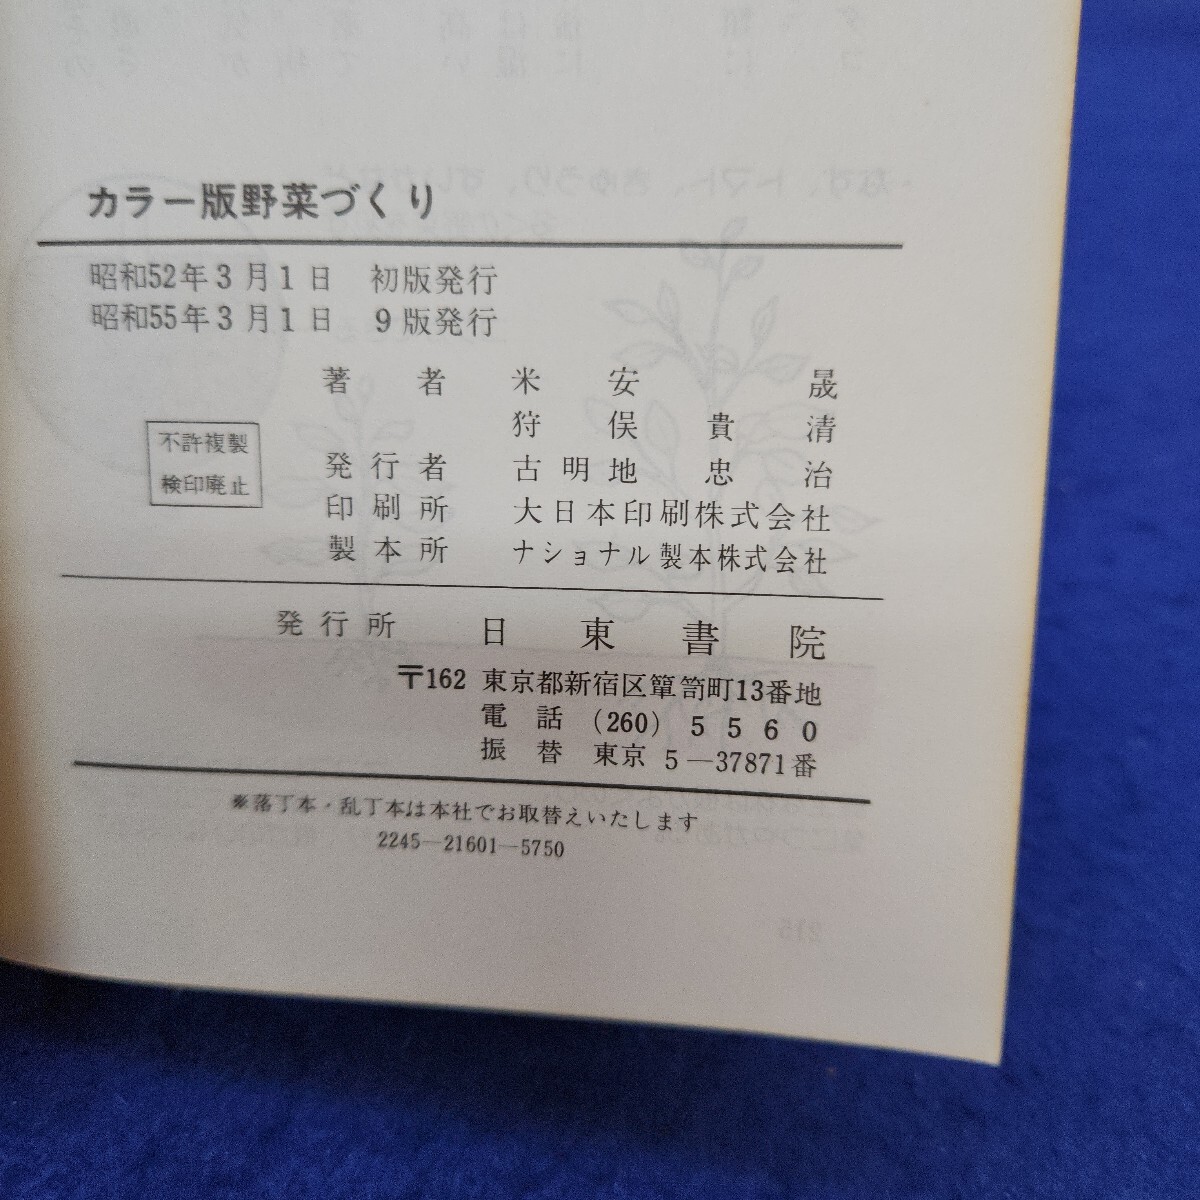 カラー版野菜づくり
昭和52年3月1日　初版発行
昭和55年3月1日　9版発行
著者　米安晟
狩俣貴清
不許複製
検印廃止
発行者　古明地忠治
印刷所　大日本印刷株式会社
製本所　ナショナル製本株式会社
発行所　日東書院
〒162　東京都新宿区簞笥町13番地
電話　(260)　5560
振替　東京　5―37871番
※落丁本・乱丁本は本社でお取替えいたします
2245―21601―5750